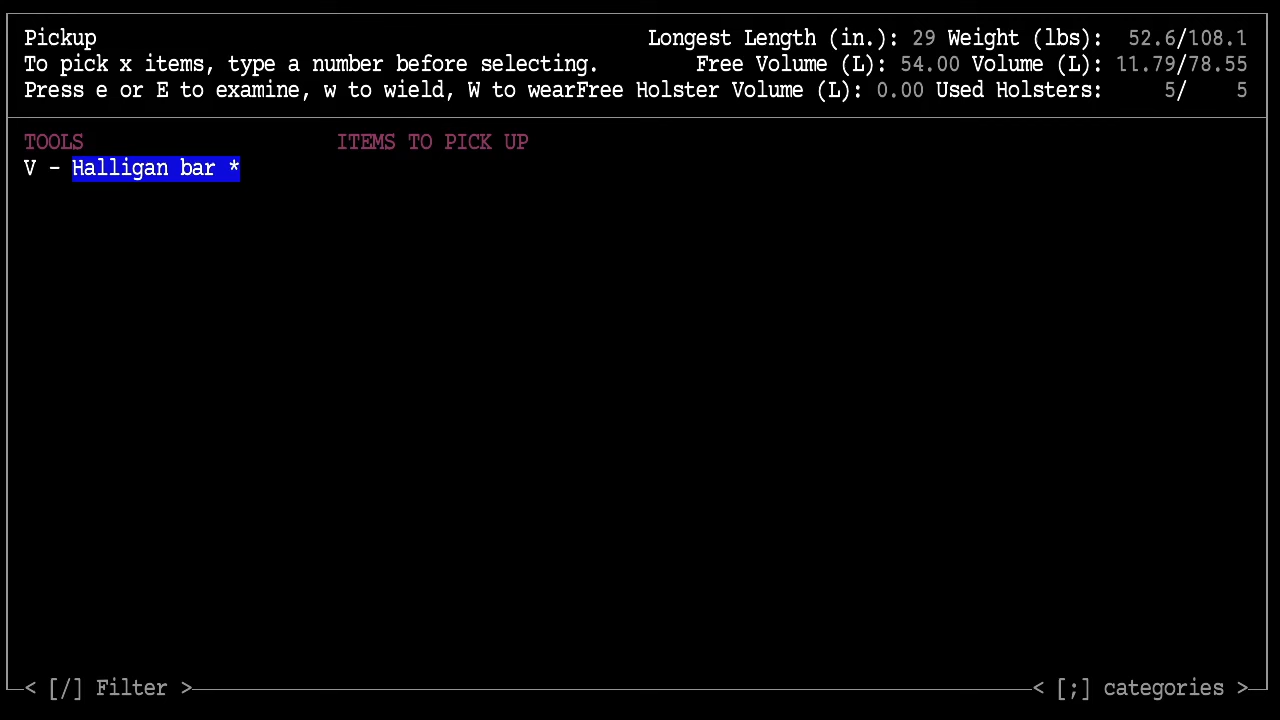 Pickup Longest Length (in.): 29 Weight (lbs): 52.6/108.1
To pick x items, type a number before selecting. Free Volume (L): 54.00 Volume (L): 11.79/78.55
Press e or E to examine, w to wield, W to wearFree Holster Volume (L): 0.00 Used Holsters: 5/ 5
TOOLS ITEMS TO PICK UP
V - Halligan bar *
< [/] Filter > < [;] categories >